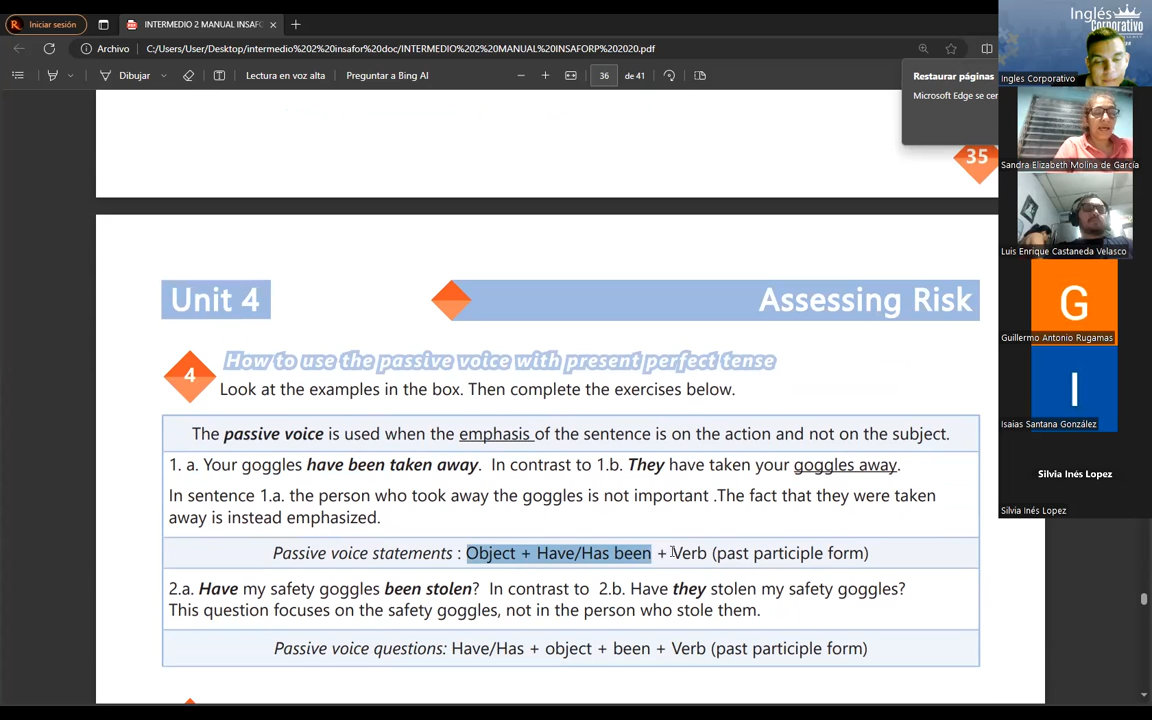 Iniciar sesión
INTERMEDIO 2 MANUAL INSAFO
Archivo
C:/Users/User/Desktop/intermedio%202%20insafor%20doc/INTERMEDIO%202%20MANUAL%20INSAFORP%202020.pdf
Dibujar
Lectura en voz alta
Preguntar a Bing AI
36
de 41
Restaurar páginas
Microsoft Edge se cer
35
Unit 4
Assessing Risk
4
How to use the passive voice with present perfect tense
Look at the examples in the box. Then complete the exercises below.
The passive voice is used when the emphasis of the sentence is on the action and not on the subject.
1. a. Your goggles have been taken away. In contrast to 1.b. They have taken your goggles away.
In sentence 1.a. the person who took away the goggles is not important .The fact that they were taken
away is instead emphasized.
Passive voice statements : Object + Have/Has been + Verb (past participle form)
2.a. Have my safety goggles been stolen? In contrast to 2.b. Have they stolen my safety goggles?
This question focuses on the safety goggles, not in the person who stole them.
Passive voice questions: Have/Has + object + been + Verb (past participle form)
Inglés
Corporativo
Ingles Corporativo
Sandra Elizabeth Molina de García
Luis Enrique Castaneda Velasco
G
Guillermo Antonio Rugamas
I
Isaias Santana González
Silvia Inés Lopez
Silvia Inés Lopez